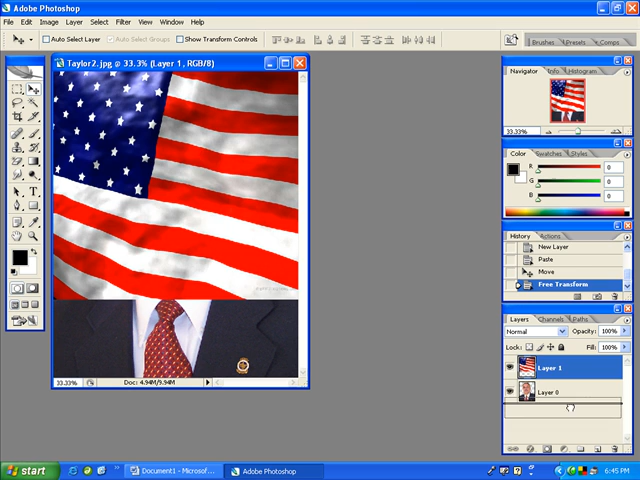 Adobe Photoshop
File Edit Image Layer Select Filter View Window Help
Auto Select Layer Auto Select Groups Show Transform Controls
Brushes Presets Comps
Taylor2.jpg @ 33.3% (Layer 1, RGB/8)
33.33% Doc: 4.94M/9.94M
Navigator Info Histogram
33.33%
Color Swatches Styles
R 0
G 0
B 0
History Actions
New Layer
Paste
Move
Free Transform
Layers Channels Paths
Normal Opacity: 100%
Lock: Fill: 100%
Layer 1
Layer 0
start Document1 - Microsof... Adobe Photoshop 6:45 PM